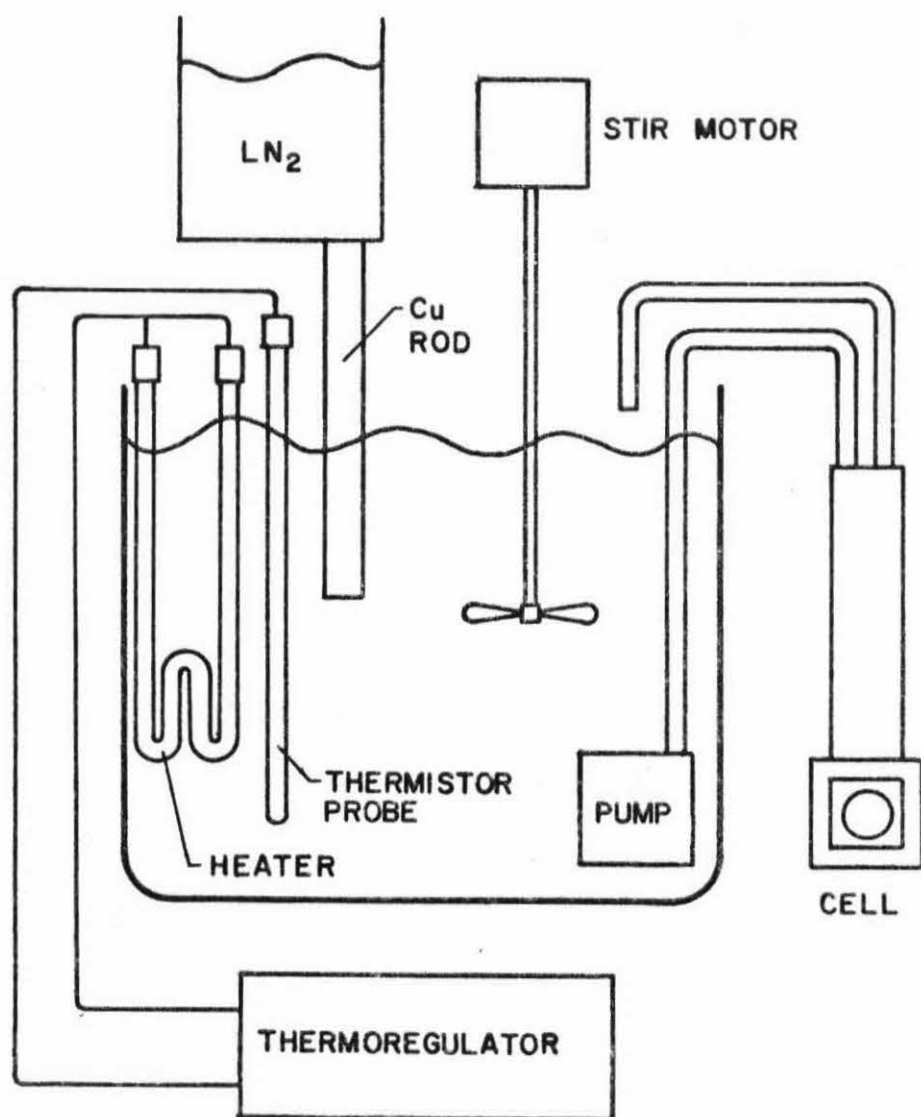 LN₂
STIR MOTOR
Cu
ROD
THERMISTOR
PROBE
PUMP
HEATER
CELL
THERMOREGULATOR